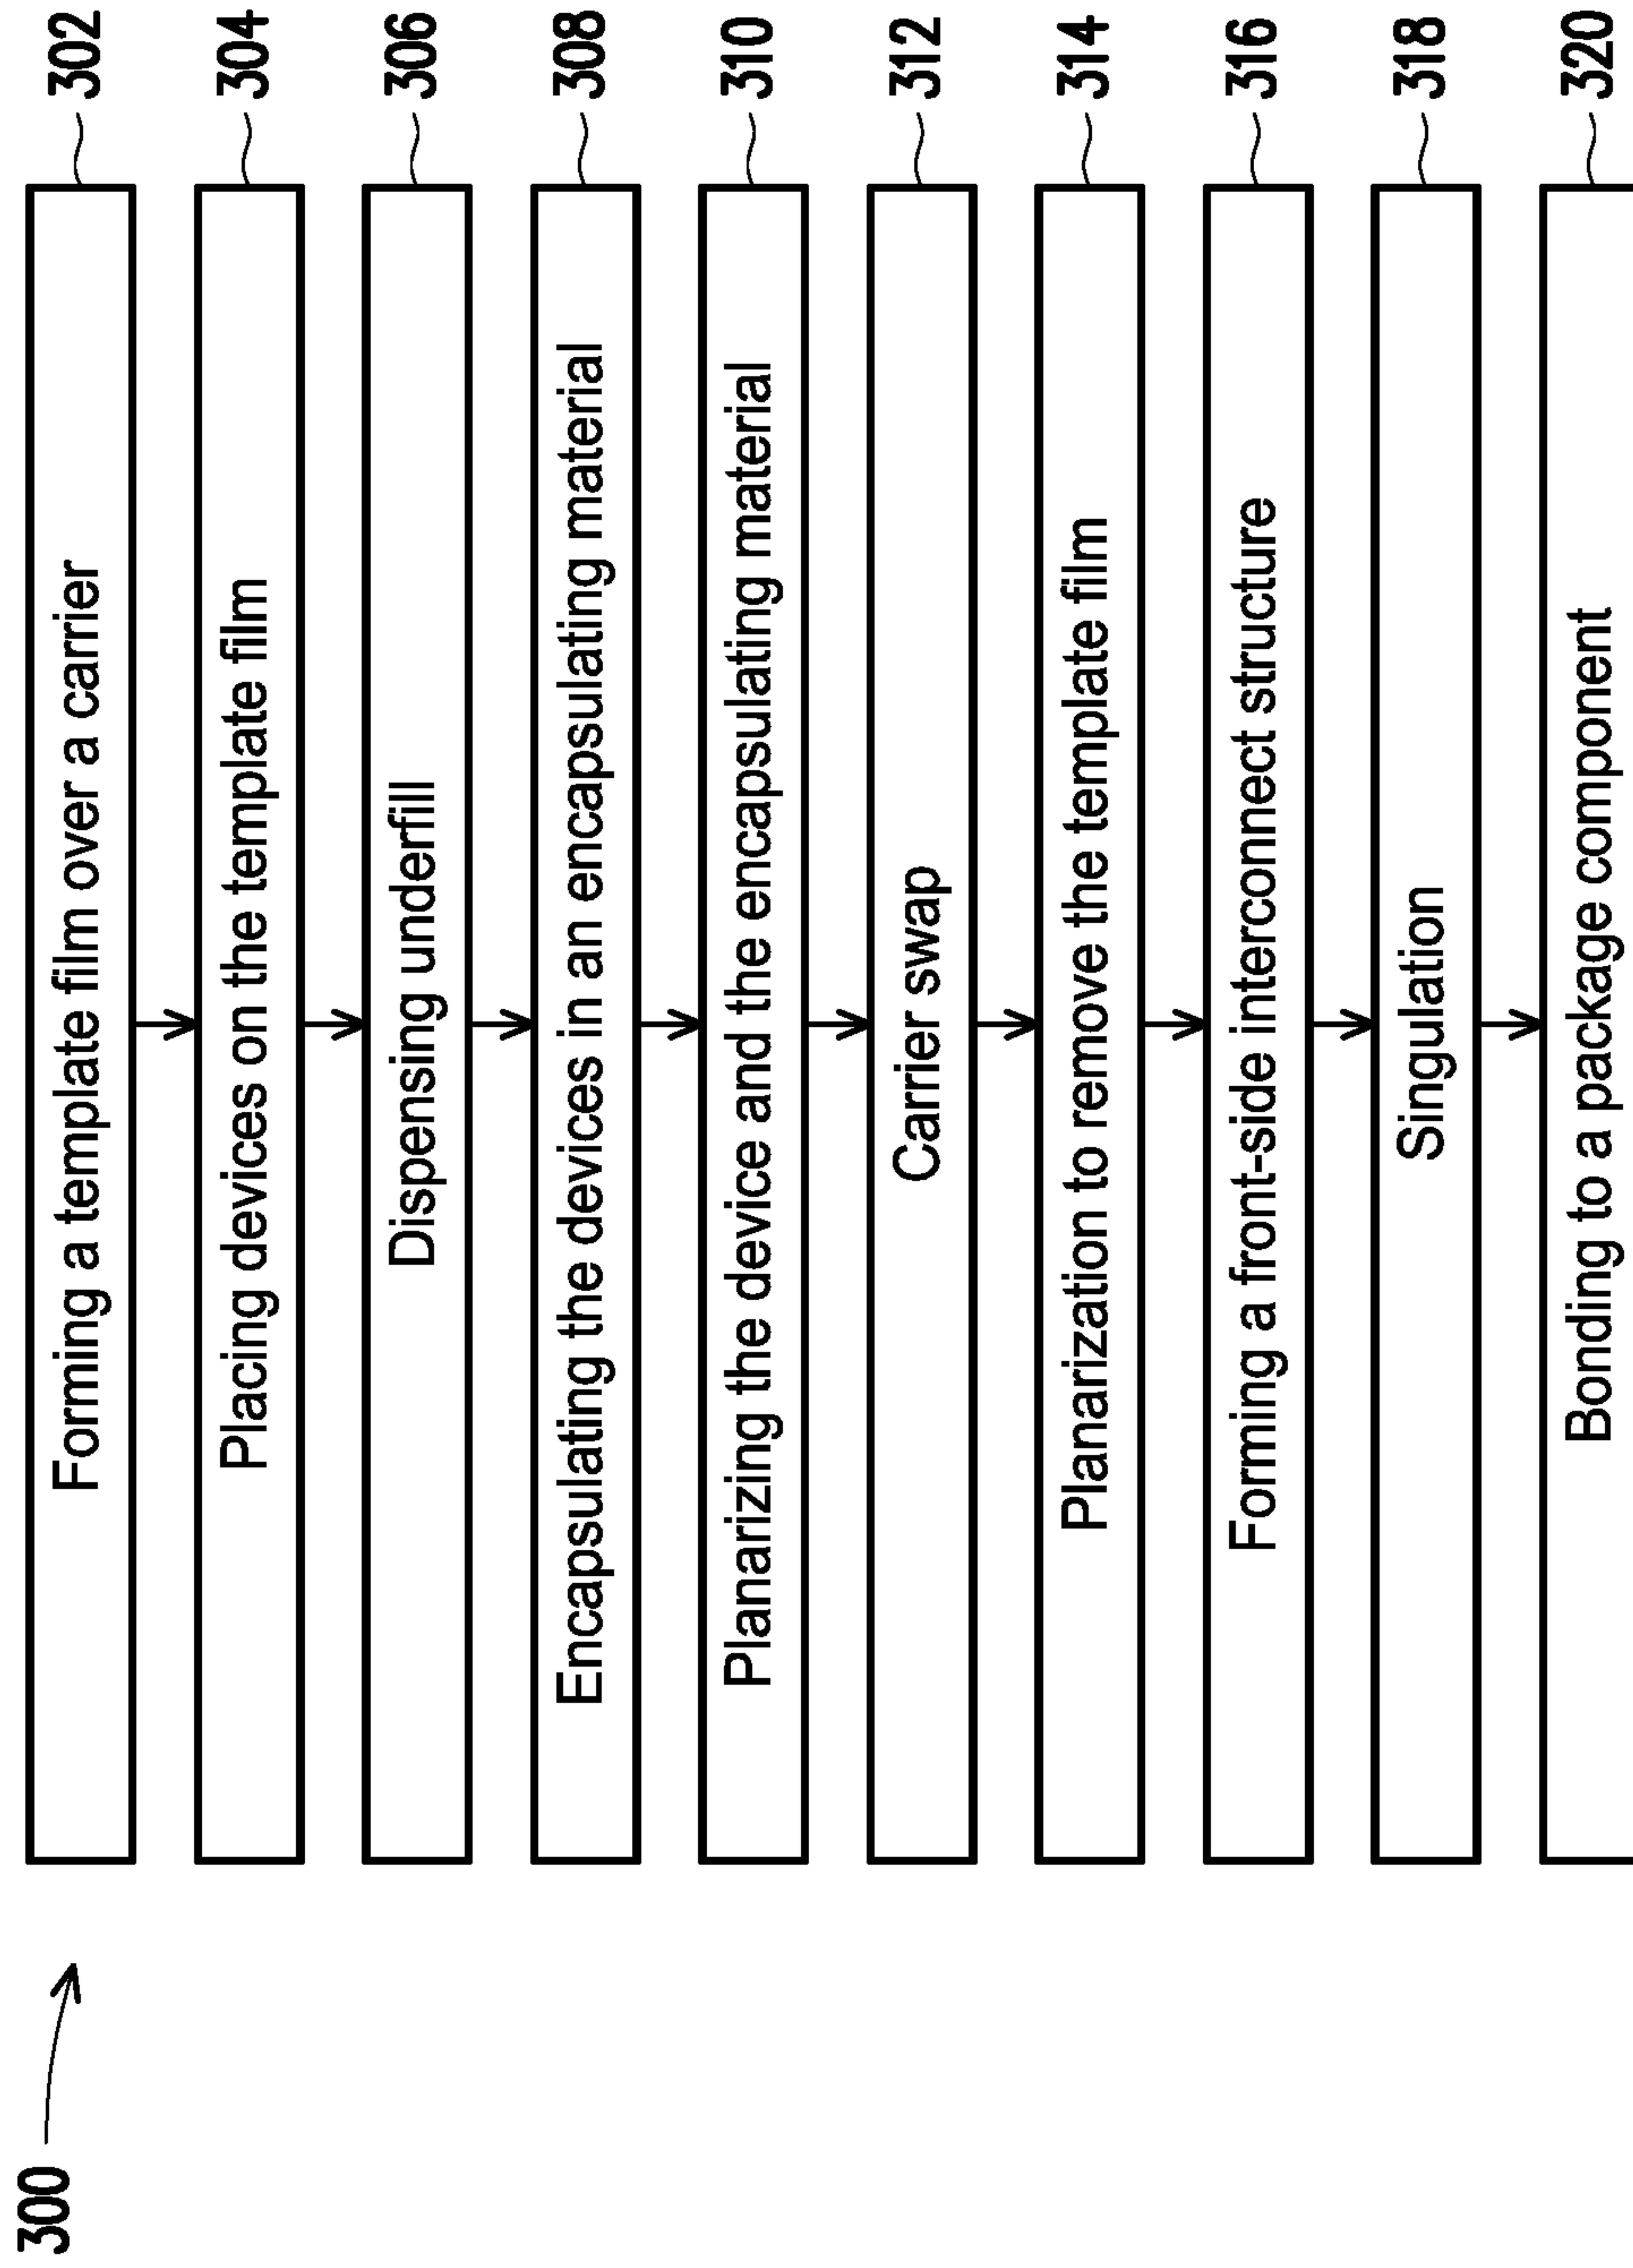 300
Forming a template film over a carrier 302
Placing devices on the template film 304
Dispensing underfill 306
Encapsulating the devices in an encapsulating material 308
Planarizing the device and the encapsulating material 310
Carrier swap 312
Planarization to remove the template film 314
Forming a front-side interconnect structure 316
Singulation 318
Bonding to a package component 320